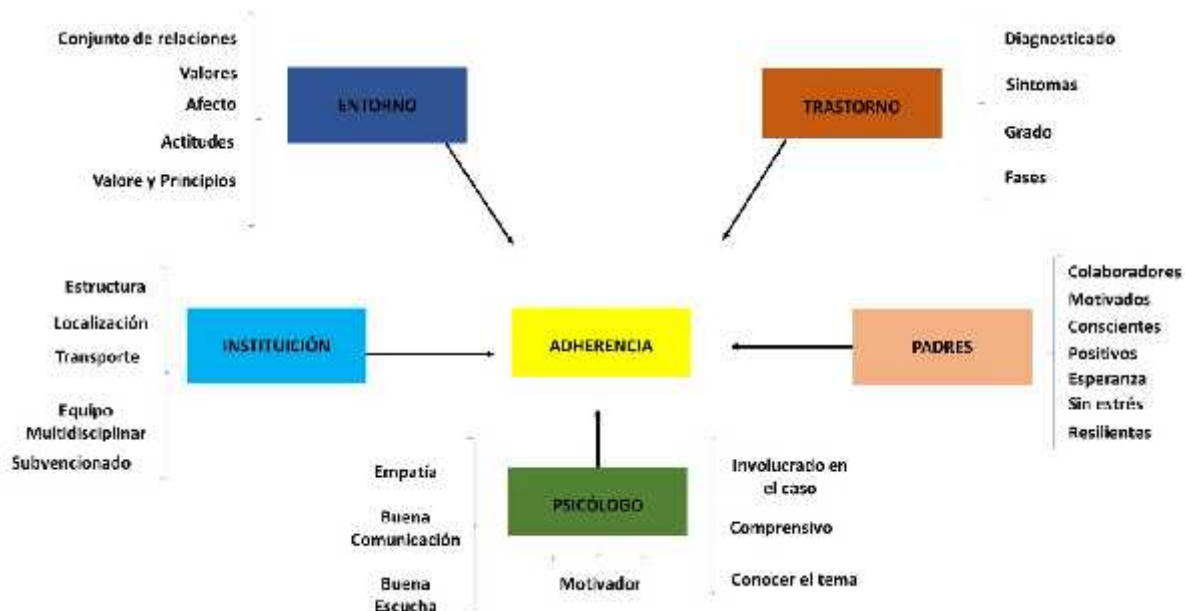 Conjunto de relaciones
Valores
Afecto
Actitudes
Valore y Principios
ENTORNO
TRASTORNO
Diagnosticado
Sintomas
Grado
Fases
Estructura
Localización
Transporte
Equipo
Multidisciplinar
Subvencionado
INSTITUICIÓN
ADHERENCIA
PADRES
Colaboradores
Motivados
Conscientes
Positivos
Esperanza
Sin estrés
Resilientes
Empatía
Buena
Comunicación
Buena
Escucha
PSICÓLOGO
Motivador
Involucrado en
el caso
Comprensivo
Conocer el tema